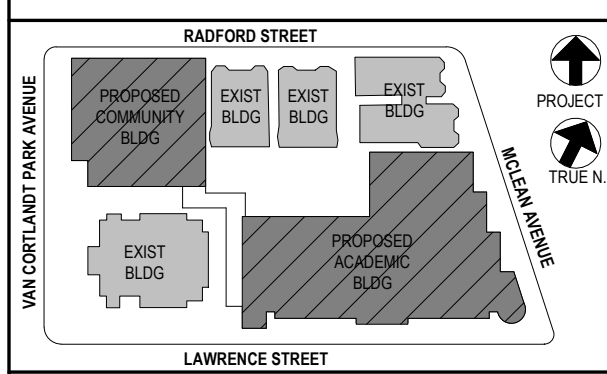 RADFORD STREET
PROPOSED
COMMUNITY
BLDG
EXIST
BLDG
EXIST
BLDG
EXIST
BLDG
PROJECT
TRUE N.
VAN CORTLANDT PARK AVENUE
MCLEAN AVENUE
EXIST
BLDG
PROPOSED
ACADEMIC
BLDG
LAWRENCE STREET